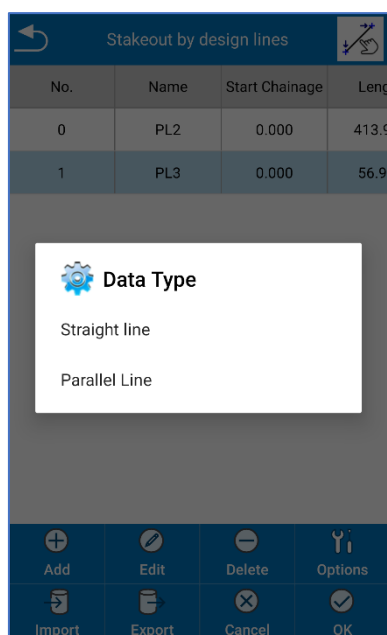 Stakeout by design lines
No. Name Start Chainage Leng
0 PL2 0.000 413.9
1 PL3 0.000 56.9
Data Type
Straight line
Parallel Line
Add Edit Delete Options
Import Export Cancel OK